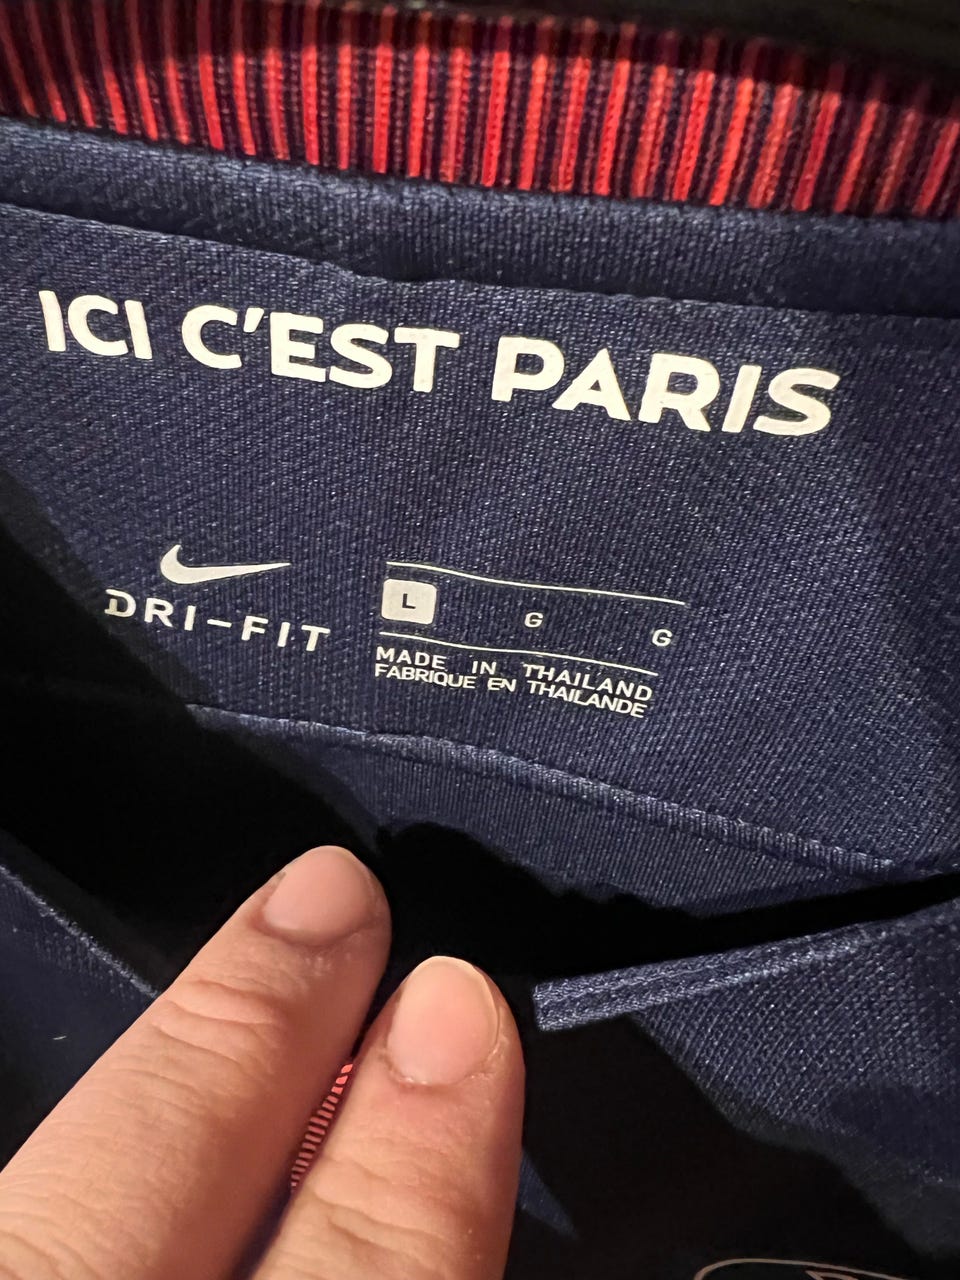 ICI C'EST PARIS
DRI-FIT
L G G
MADE IN THAILAND
FABRIQUE EN THAILANDE